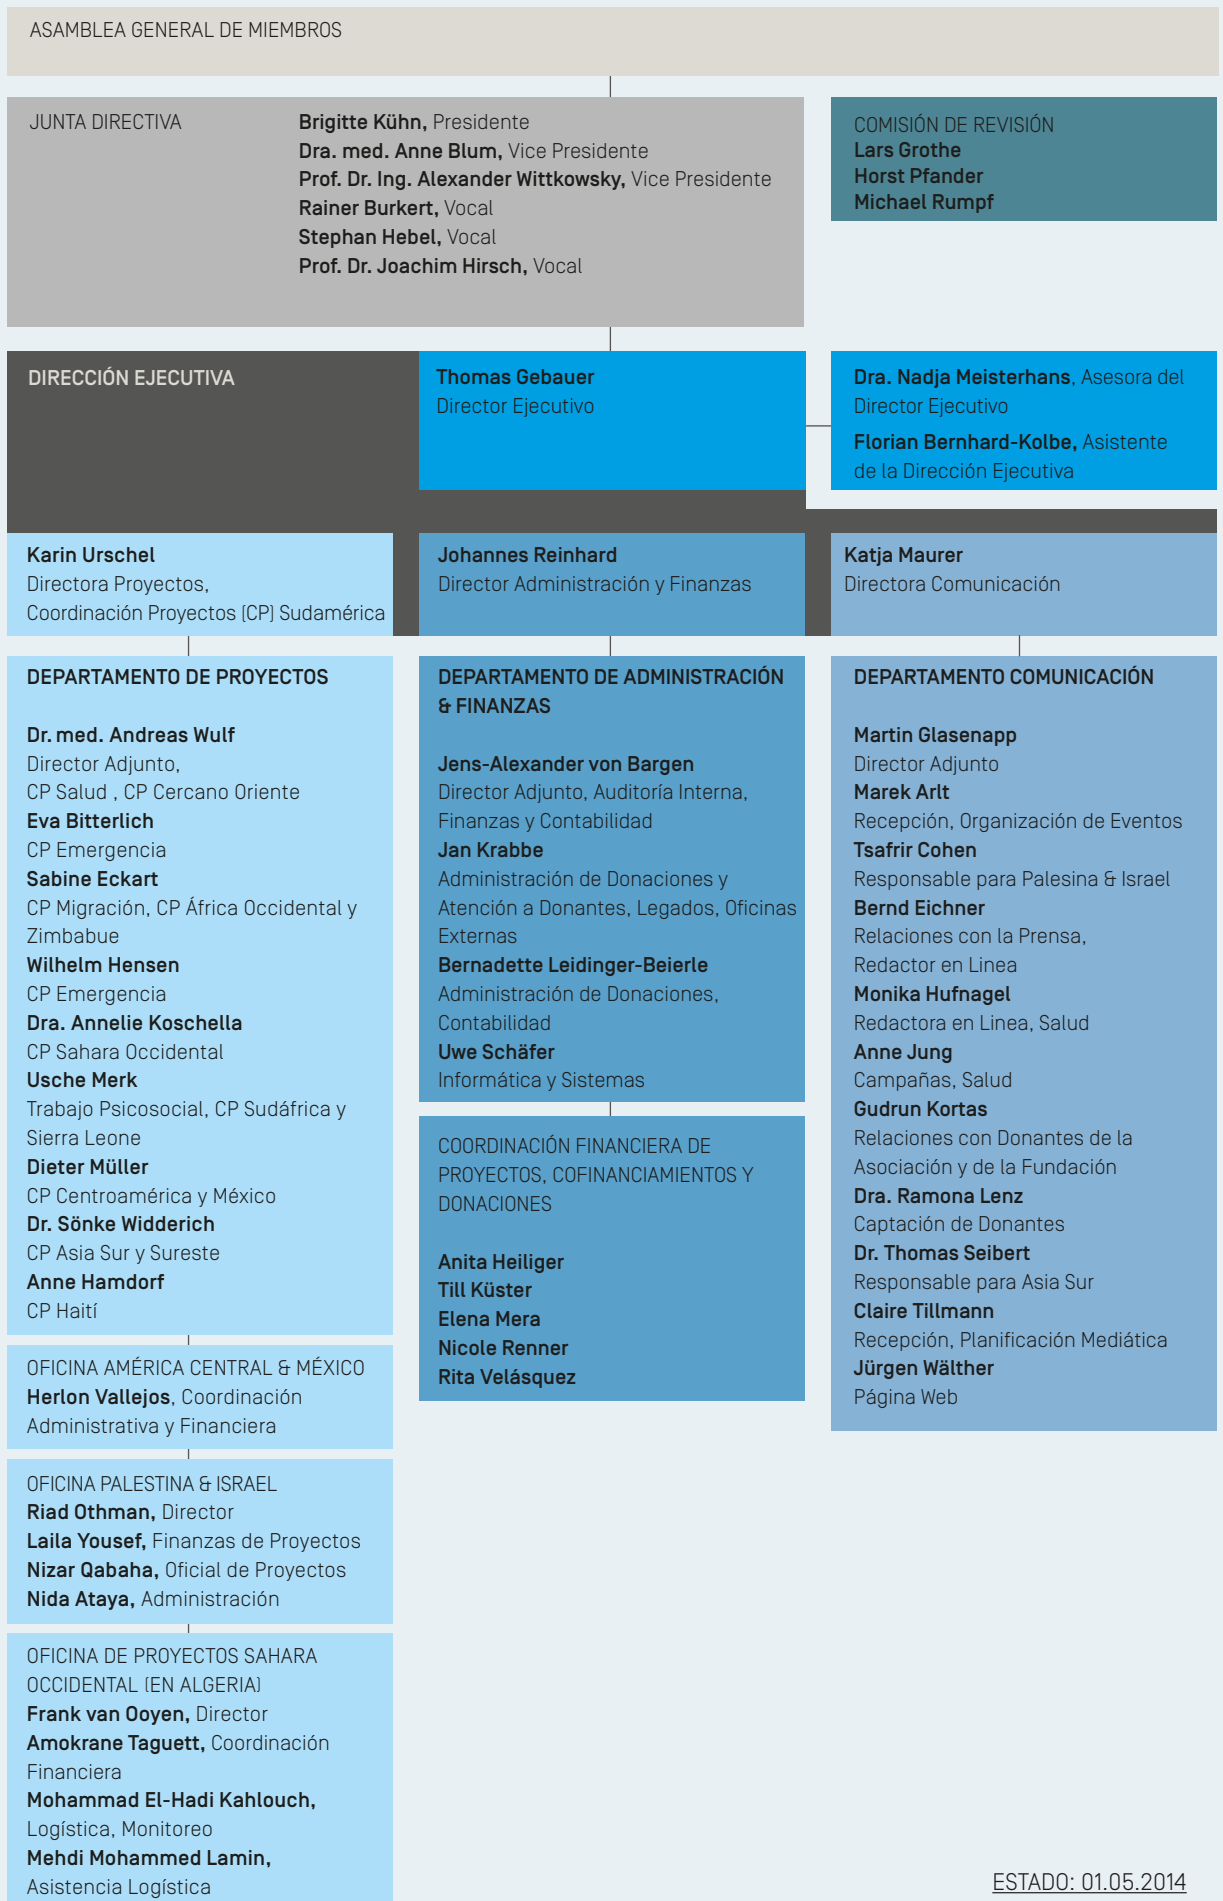 ASAMBLEA GENERAL DE MIEMBROS
JUNTA DIRECTIVA
Brigitte Kühn, Presidente
Dra. med. Anne Blum, Vice Presidente
Prof. Dr. Ing. Alexander Wittkowsky, Vice Presidente
Rainer Burkert, Vocal
Stephan Hebel, Vocal
Prof. Dr. Joachim Hirsch, Vocal
COMISIÓN DE REVISIÓN
Lars Grothe
Horst Pfander
Michael Rumpf
DIRECCIÓN EJECUTIVA
Thomas Gebauer
Director Ejecutivo
Dra. Nadja Meisterhans, Asesora del
Director Ejecutivo
Florian Bernhard-Kolbe, Asistente
de la Dirección Ejecutiva
Karin Urschel
Directora Proyectos,
Coordinación Proyectos (CP) Sudamérica
Johannes Reinhard
Director Administración y Finanzas
Katja Maurer
Directora Comunicación
DEPARTAMENTO DE PROYECTOS
Dr. med. Andreas Wulf
Director Adjunto,
CP Salud , CP Cercano Oriente
Eva Bitterlich
CP Emergencia
Sabine Eckart
CP Migración, CP África Occidental y
Zimbabue
Wilhelm Hensen
CP Emergencia
Dra. Annelie Koschella
CP Sahara Occidental
Usche Merk
Trabajo Psicosocial, CP Sudáfrica y
Sierra Leone
Dieter Müller
CP Centroamérica y México
Dr. Sönke Widderich
CP Asia Sur y Sureste
Anne Hamdorf
CP Haití
OFICINA AMÉRICA CENTRAL & MÉXICO
Herlon Vallejos, Coordinación
Administrativa y Financiera
OFICINA PALESTINA & ISRAEL
Riad Othman, Director
Laila Yousef, Finanzas de Proyectos
Nizar Qabaha, Oficial de Proyectos
Nida Ataya, Administración
OFICINA DE PROYECTOS SAHARA
OCCIDENTAL (EN ALGERIA)
Frank van Ooyen, Director
Amokrane Taguett, Coordinación
Financiera
Mohammad El-Hadi Kahlouch,
Logística, Monitoreo
Mehdi Mohammed Lamin,
Asistencia Logística
DEPARTAMENTO DE ADMINISTRACIÓN
& FINANZAS
Jens-Alexander von Bargen
Director Adjunto, Auditoría Interna,
Finanzas y Contabilidad
Jan Krabbe
Administración de Donaciones y
Atención a Donantes, Legados, Oficinas
Externas
Bernadette Leidinger-Beierle
Administración de Donaciones,
Contabilidad
Uwe Schäfer
Informática y Sistemas
COORDINACIÓN FINANCIERA DE
PROYECTOS, COFINANCIAMIENTOS Y
DONACIONES
Anita Heiliger
Till Küster
Elena Mera
Nicole Renner
Rita Velásquez
DEPARTAMENTO COMUNICACIÓN
Martin Glasenapp
Director Adjunto
Marek Arlt
Recepción, Organización de Eventos
Tsafrir Cohen
Responsable para Palesina & Israel
Bernd Eichner
Relaciones con la Prensa,
Redactor en Linea
Monika Hufnagel
Redactora en Linea, Salud
Anne Jung
Campañas, Salud
Gudrun Kortas
Relaciones con Donantes de la
Asociación y de la Fundación
Dra. Ramona Lenz
Captación de Donantes
Dr. Thomas Seibert
Responsable para Asia Sur
Claire Tillmann
Recepción, Planificación Mediática
Jürgen Wälther
Página Web
ESTADO: 01.05.2014